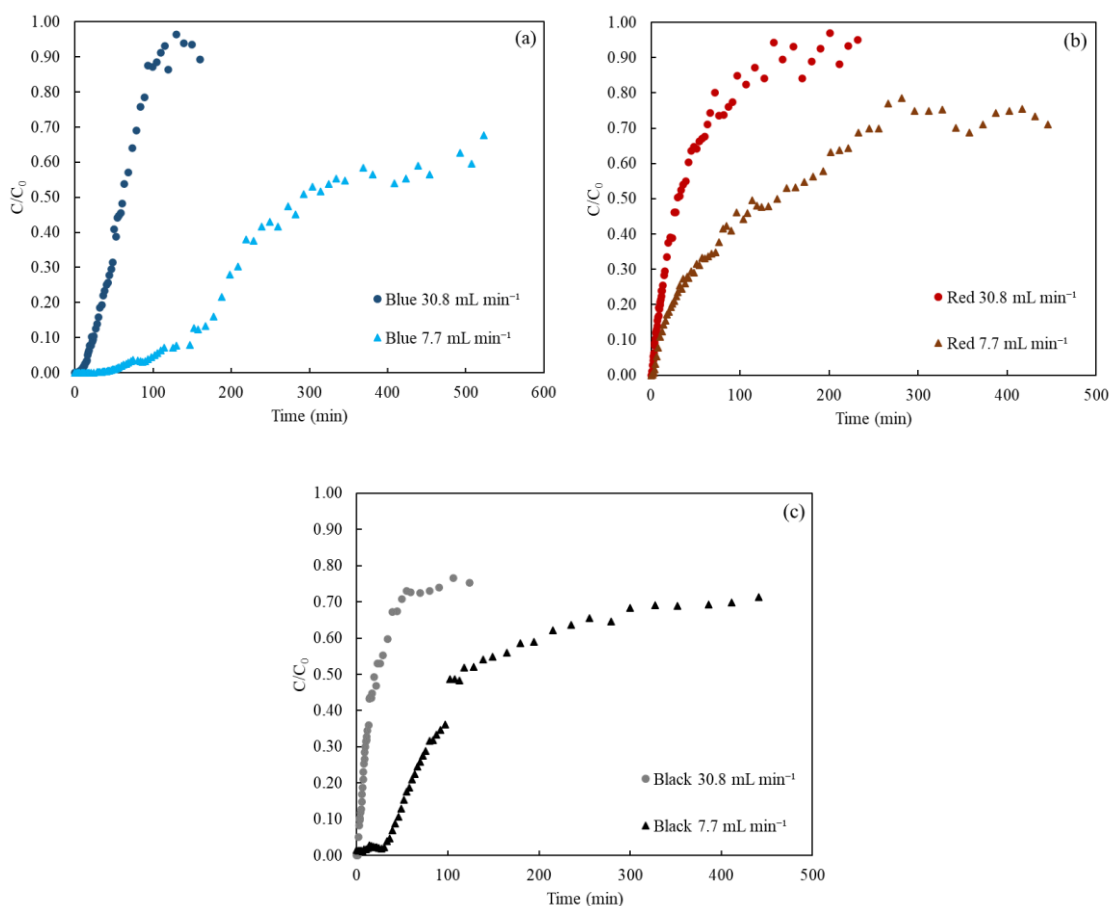 (a)
C/C₀
1.00
0.90
0.80
0.70
0.60
0.50
0.40
0.30
0.20
0.10
0.00
Blue 30.8 mL min⁻¹
Blue 7.7 mL min⁻¹
0 100 200 300 400 500 600
Time (min)
(b)
C/C₀
1.00
0.90
0.80
0.70
0.60
0.50
0.40
0.30
0.20
0.10
0.00
Red 30.8 mL min⁻¹
Red 7.7 mL min⁻¹
0 100 200 300 400 500
Time (min)
(c)
C/C₀
1.00
0.90
0.80
0.70
0.60
0.50
0.40
0.30
0.20
0.10
0.00
Black 30.8 mL min⁻¹
Black 7.7 mL min⁻¹
0 100 200 300 400 500
Time (min)